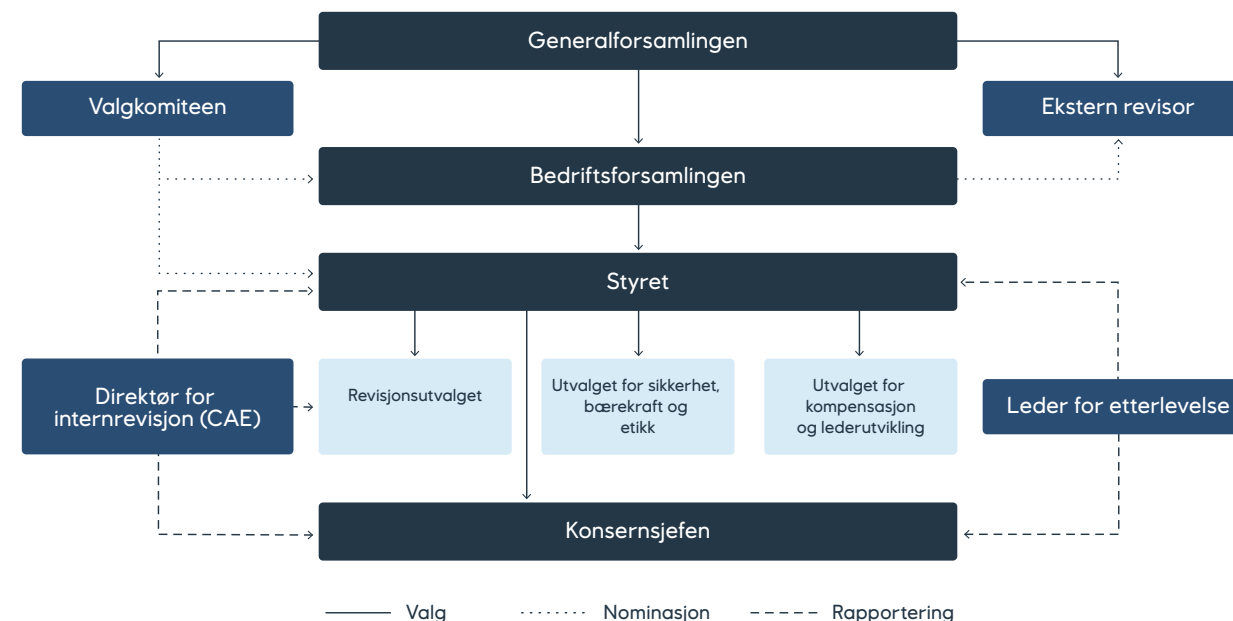 Generalforsamlingen
Valgkomiteen
Ekstern revisor
Bedriftsforsamlingen
Styret
Direktør for
internrevisjon (CAE)
Revisjonsutvalget
Utvalget for sikkerhet,
bærekraft og
etikk
Utvalget for
kompensasjon
og lederutvikling
Leder for etterlevelse
Konsernsjefen
Valg
Nominasjon
Rapportering